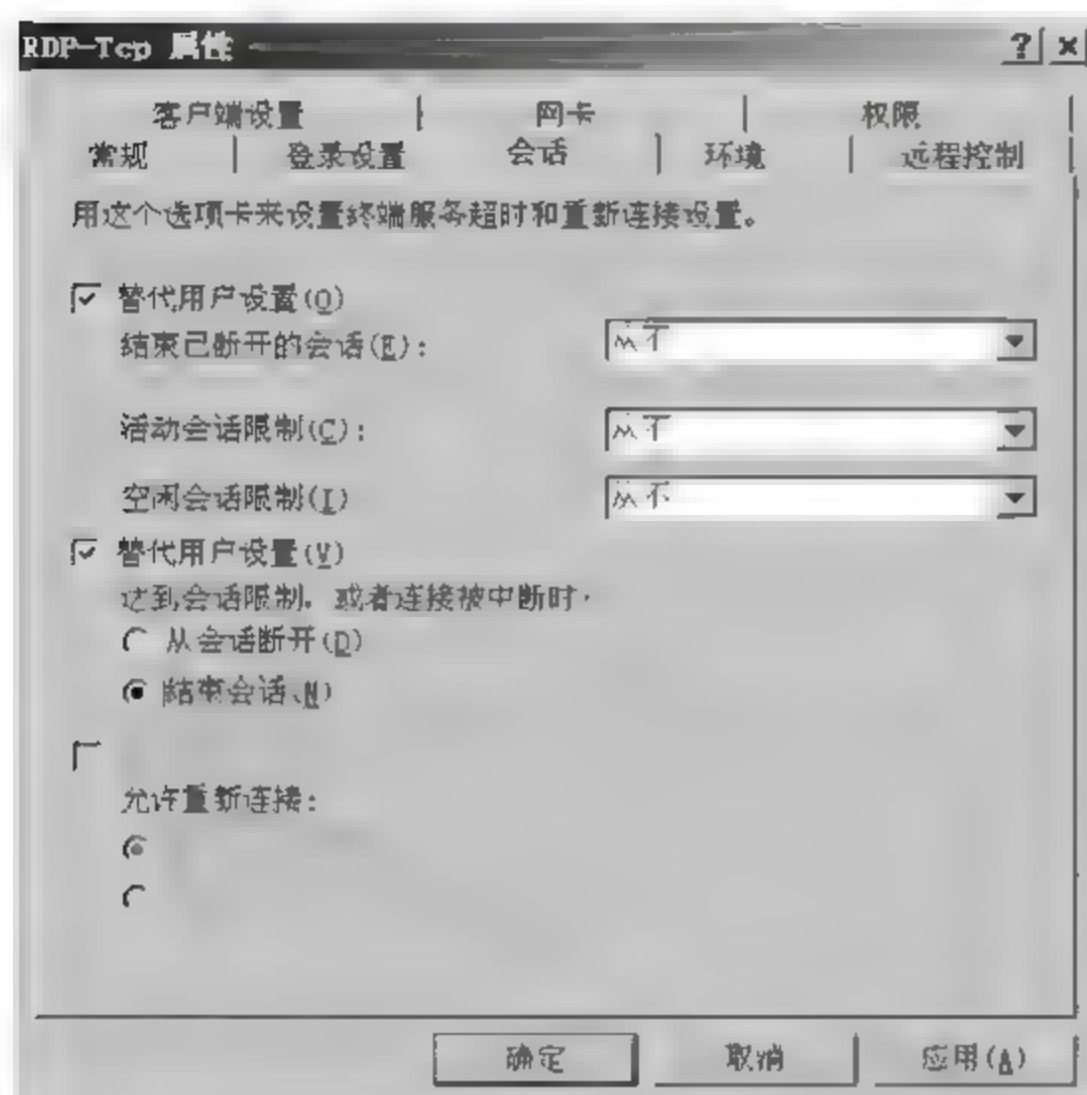 RDP-Tcp 属性
客户端设置 网卡 权限
常规 登录设置 会话 环境 远程控制
用这个选项卡来设置终端服务超时和重新连接设置。
替代用户设置(O)
结束已断开的会话(E): 从不
活动会话限制(C): 从不
空闲会话限制(I) 从不
替代用户设置(V)
达到会话限制,或者连接被中断时
从会话断开(D)
结束会话(N)
允许重新连接:
确定 取消 应用(A)